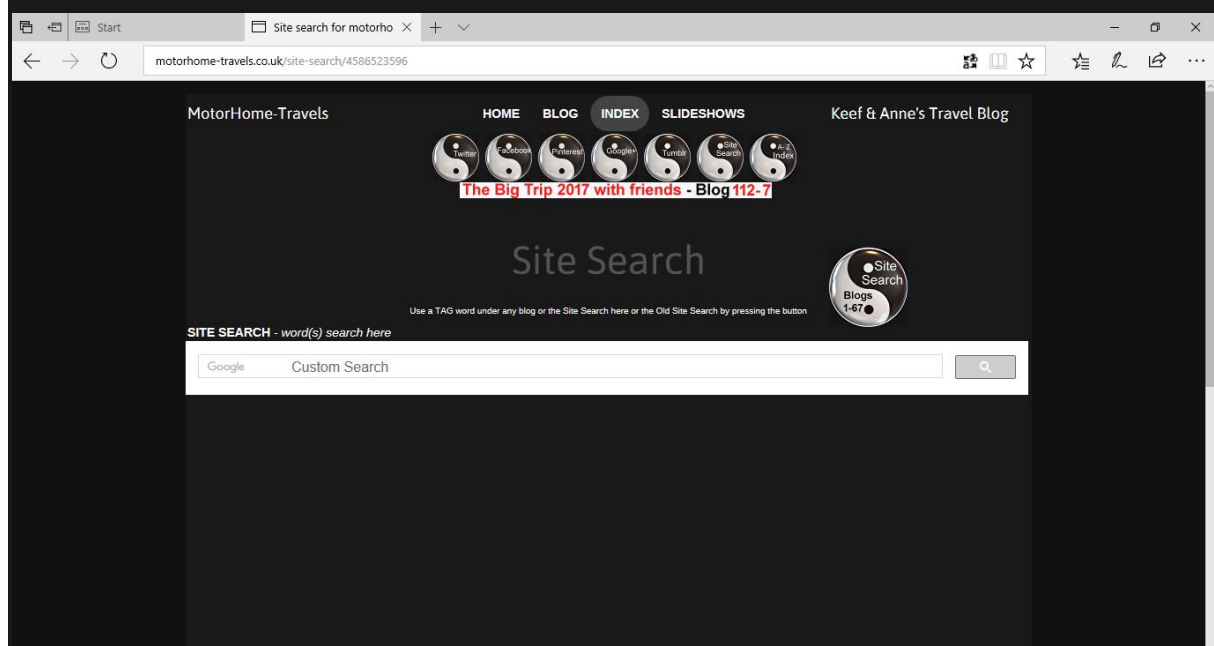 Start
Site search for motorho
motorhome-travels.co.uk/site-search/4586523596
MotorHome-Travels
HOME BLOG INDEX SLIDESHOWS
Keef & Anne's Travel Blog
Twitter
Facebook
Pinterest
Google+
Tumblr
Site
Search
A - Z
Index
The Big Trip 2017 with friends - Blog 112-7
Site Search
Site
Search
Blogs
1-67
Use a TAG word under any blog or the Site Search here or the Old Site Search by pressing the button
SITE SEARCH - word(s) search here
Google Custom Search